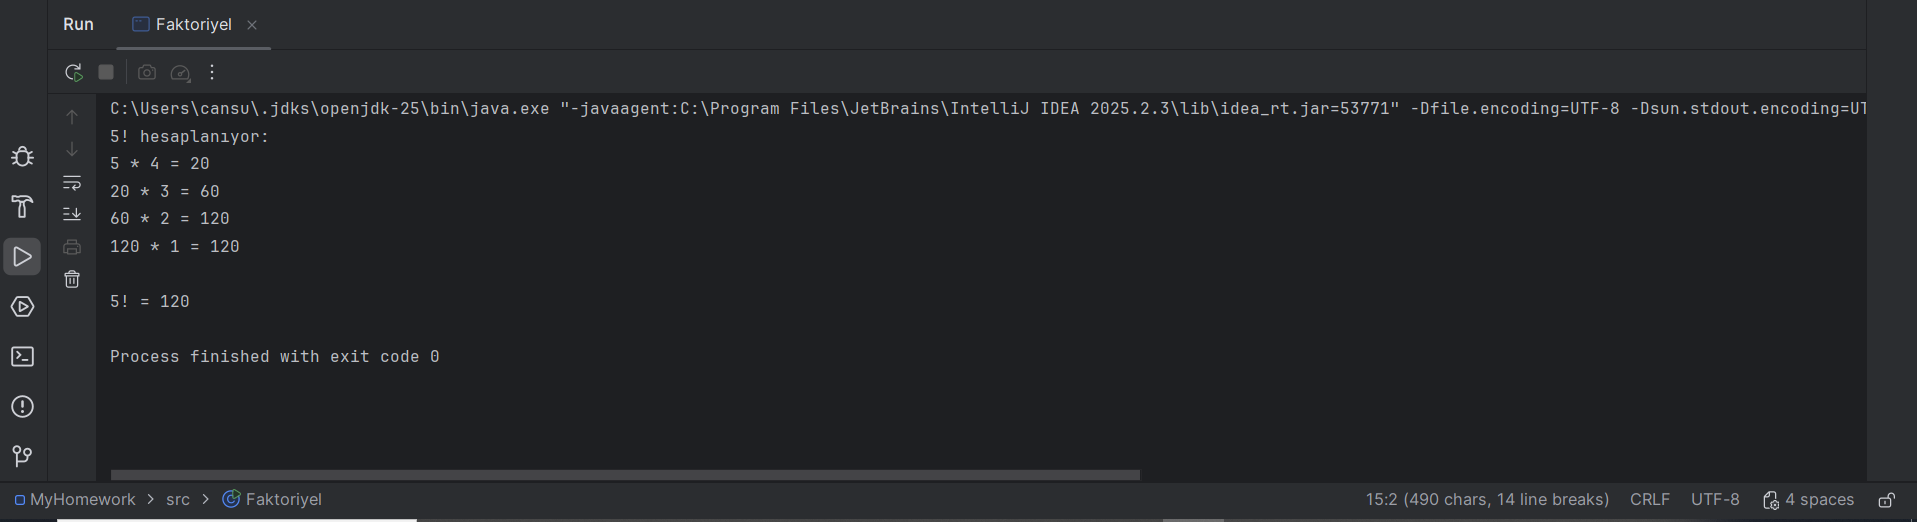 Run Faktoriyel
C:\Users\cansu\.jdks\openjdk-25\bin\java.exe "-javaagent:C:\Program Files\JetBrains\IntelliJ IDEA 2025.2.3\lib\idea_rt.jar=53771" -Dfile.encoding=UTF-8 -Dsun.stdout.encoding=UT
5! hesaplanıyor:
5 * 4 = 20
20 * 3 = 60
60 * 2 = 120
120 * 1 = 120
5! = 120
Process finished with exit code 0
MyHomework > src > Faktoriyel 15:2 (490 chars, 14 line breaks) CRLF UTF-8 4 spaces